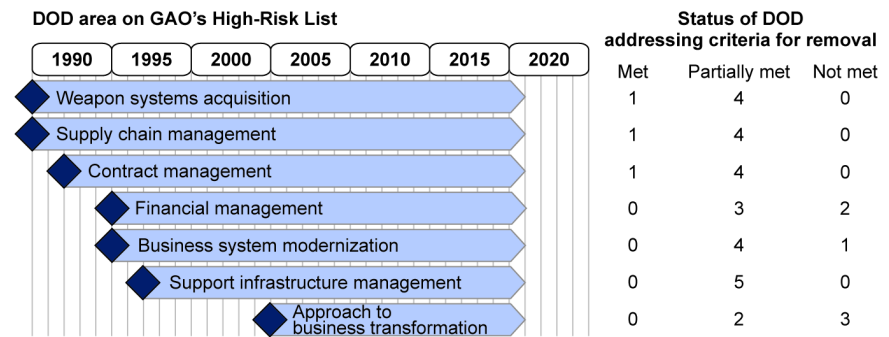 DOD area on GAO's High-Risk List
Status of DOD
addressing criteria for removal
1990 1995 2000 2005 2010 2015 2020
Met Partially met Not met
Weapon systems acquisition 1 4 0
Supply chain management 1 4 0
Contract management 1 4 0
Financial management 0 3 2
Business system modernization 0 4 1
Support infrastructure management 0 5 0
Approach to
business transformation 0 2 3